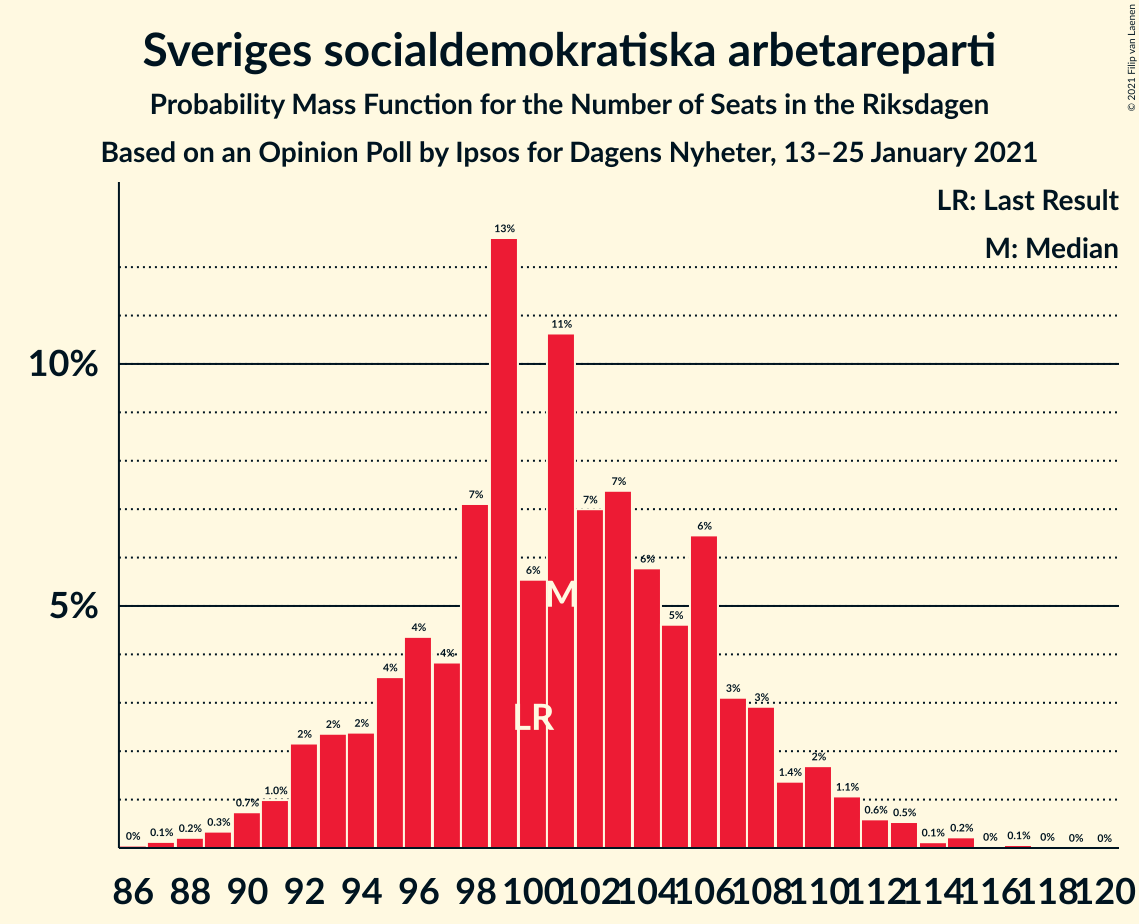 Sveriges socialdemokratiska arbetareparti
Probability Mass Function for the Number of Seats in the Riksdagen
Based on an Opinion Poll by Ipsos for Dagens Nyheter, 13–25 January 2021
© 2021 Filip van Laenen
LR: Last Result
M: Median
10%
5%
0% 0.1% 0.2% 0.3% 0.7% 1.0% 2% 2% 2% 4% 4% 4% 7% 13% 6% 11% 7% 7% 6% 5% 6% 3% 3% 1.4% 2% 1.1% 0.6% 0.5% 0.1% 0.2% 0% 0.1% 0% 0% 0%
M
LR
86 88 90 92 94 96 98 100 102 104 106 108 110 112 114 116 118 120